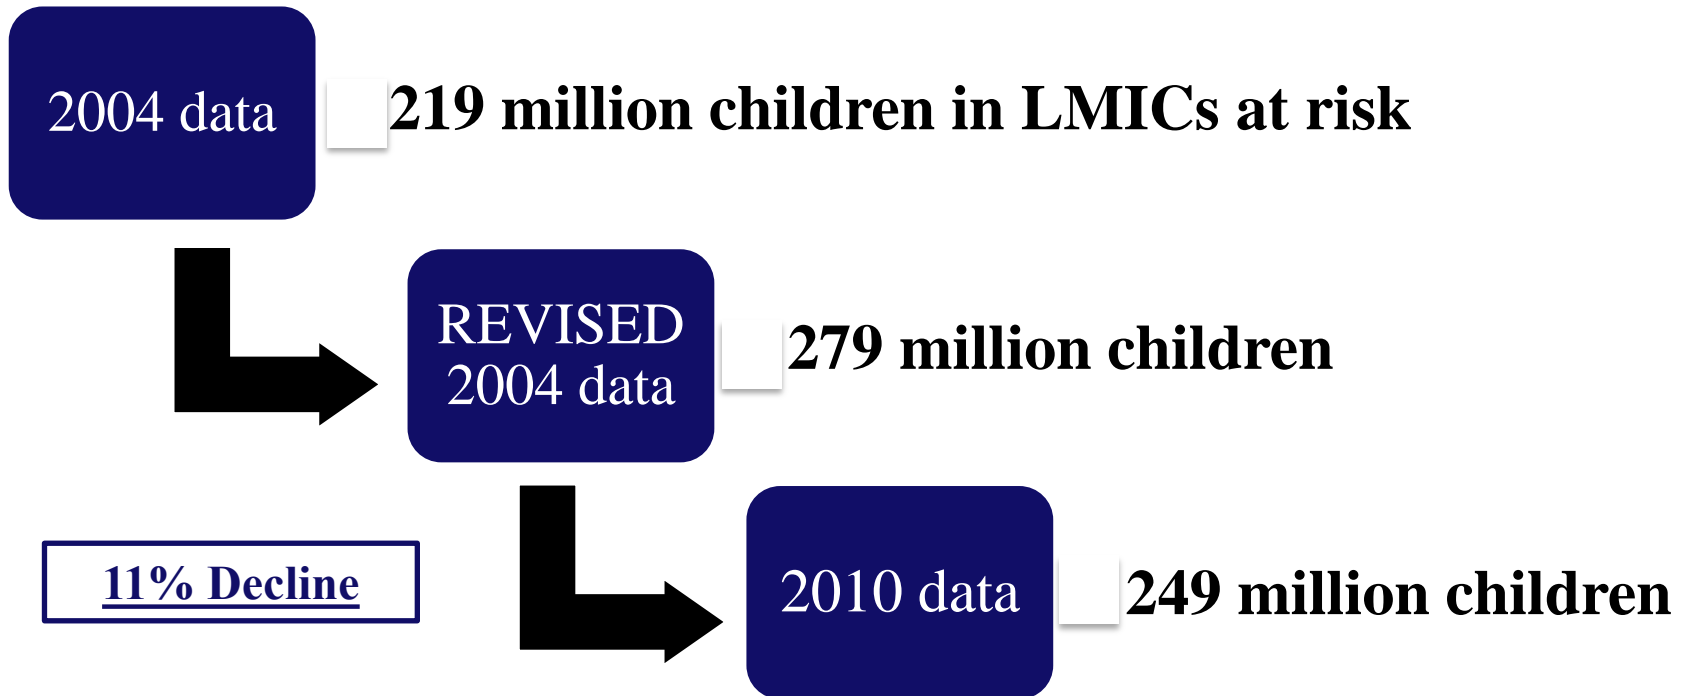 2004 data
219 million children in LMICs at risk
REVISED
2004 data
279 million children
11% Decline
2010 data
249 million children